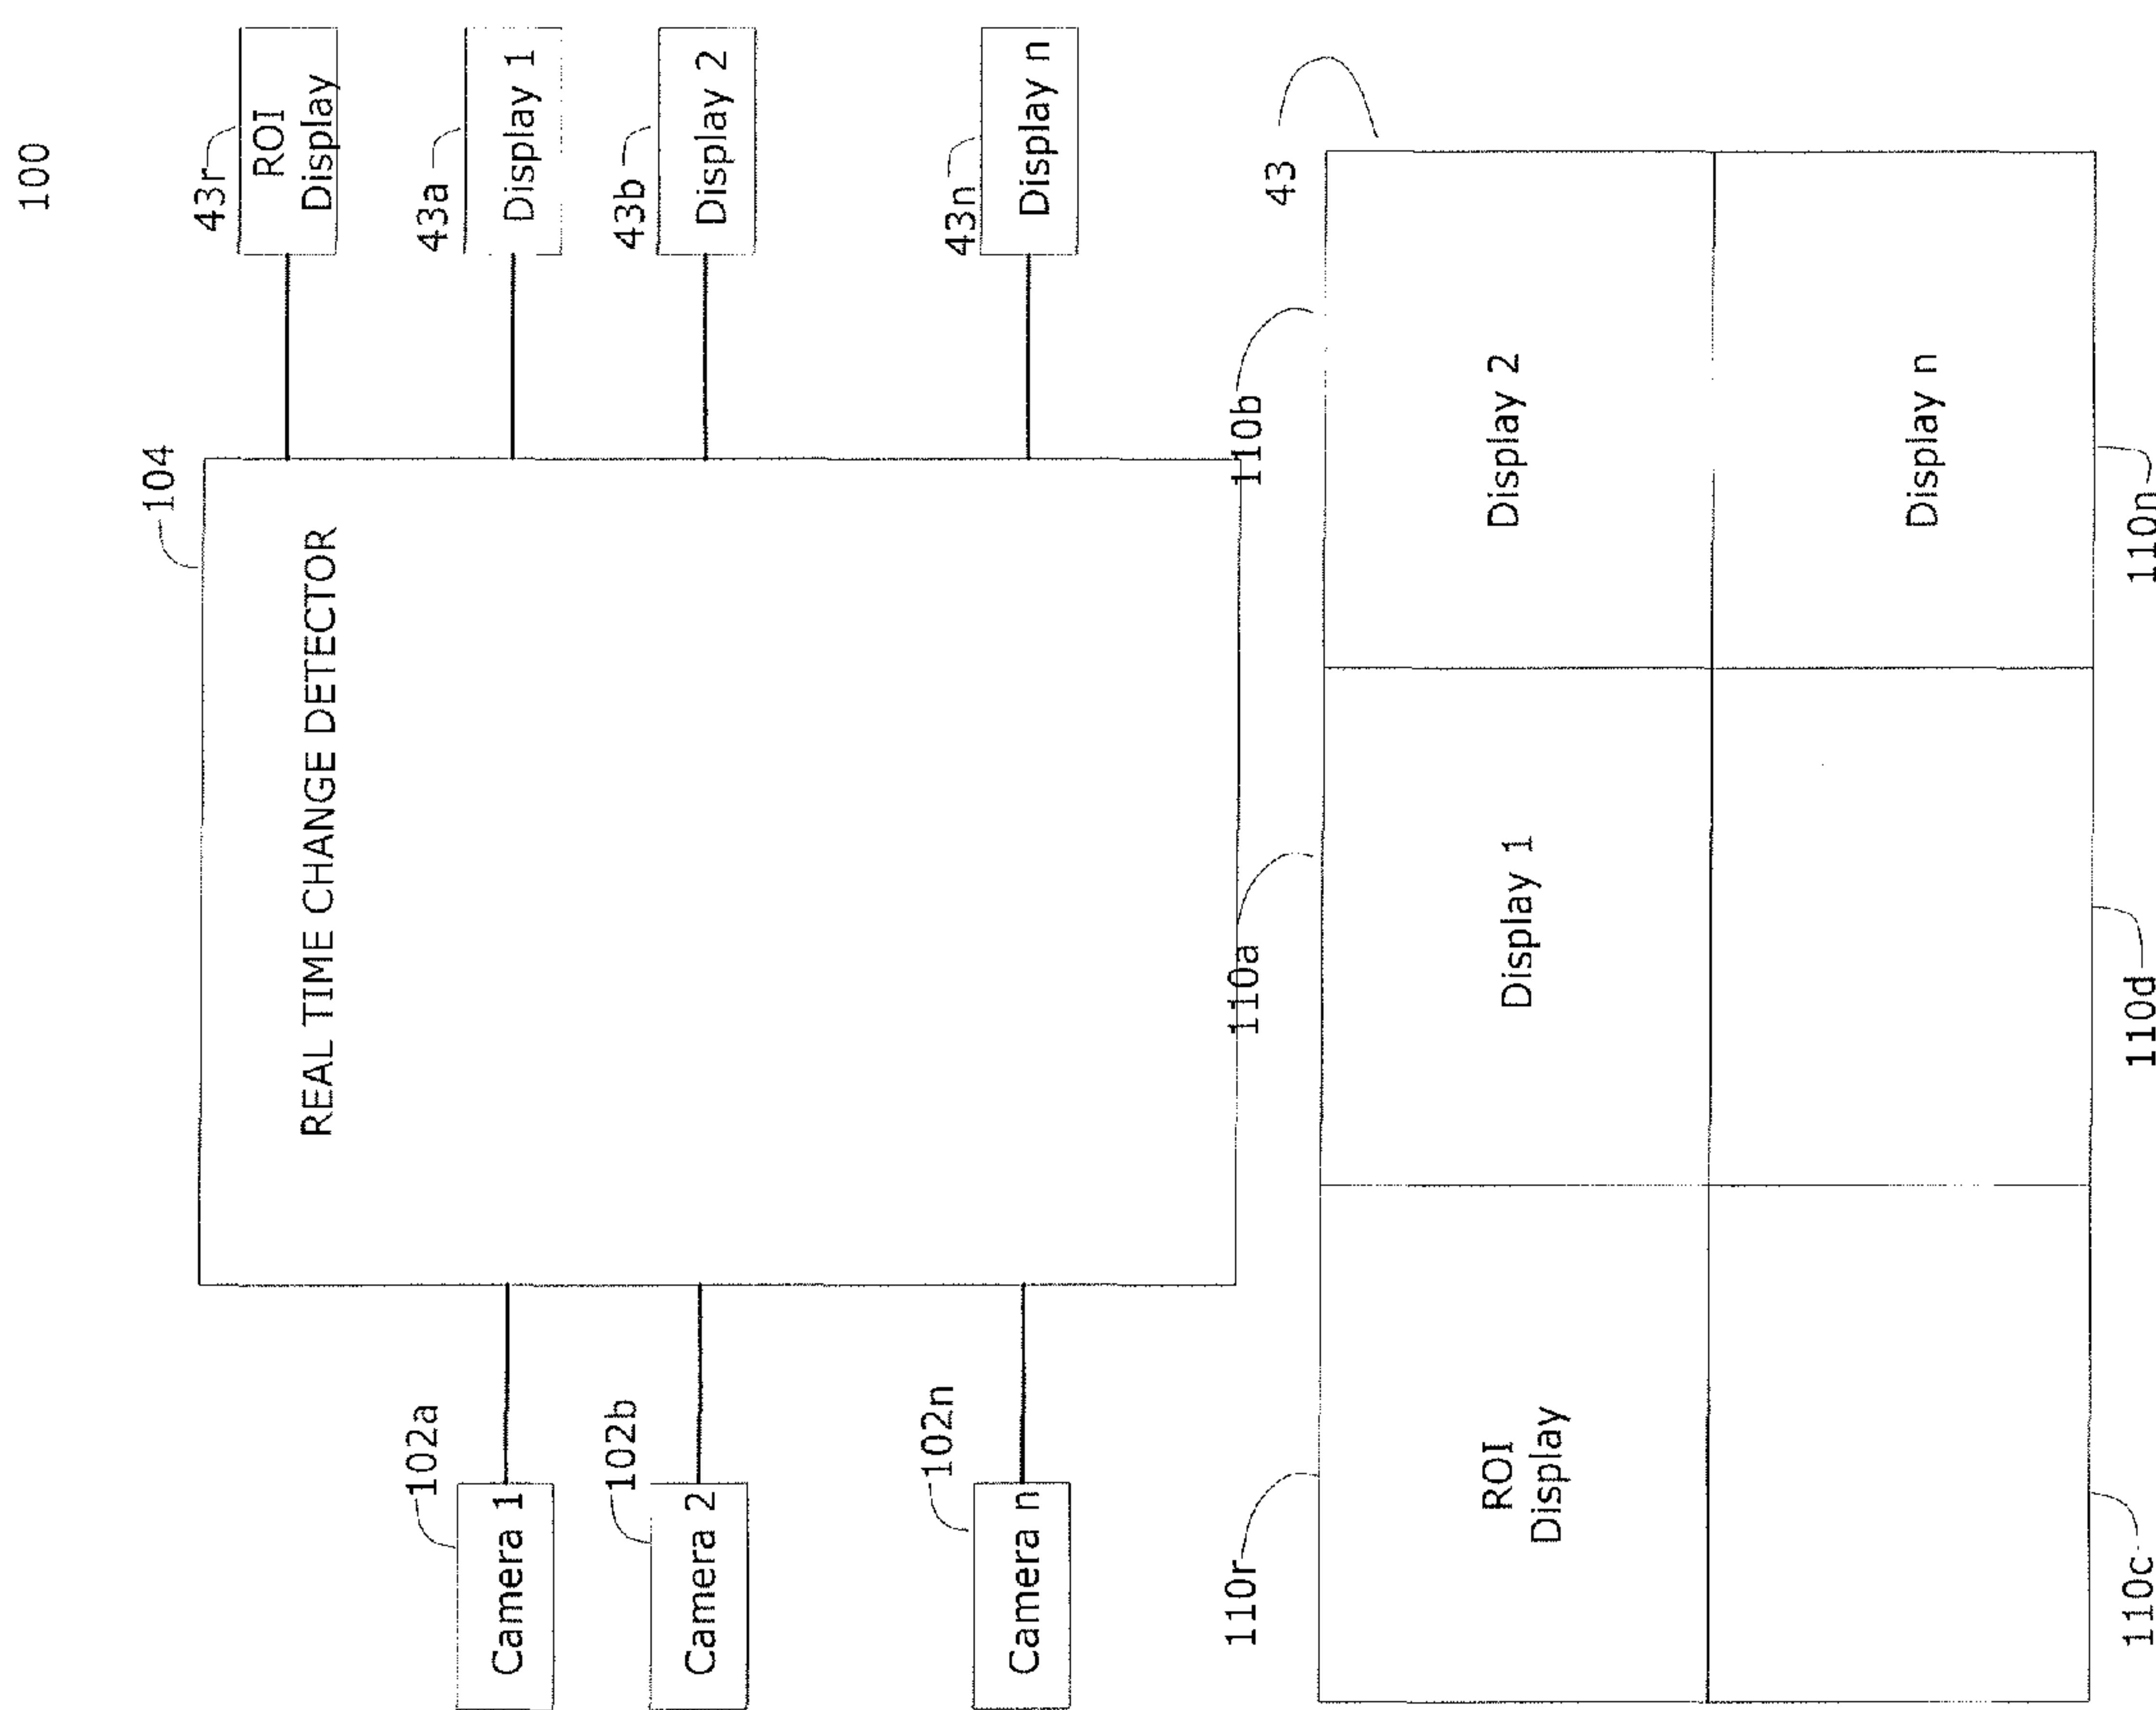 100
104
REAL TIME CHANGE DETECTOR
43r
ROI
Display
102a
Camera 1
43a
Display 1
102b
Camera 2
43b
Display 2
102n
Camera n
43n
Display n
110r
110a
110b
43
ROI
Display
Display 1
Display 2
Display n
110c
110d
110n